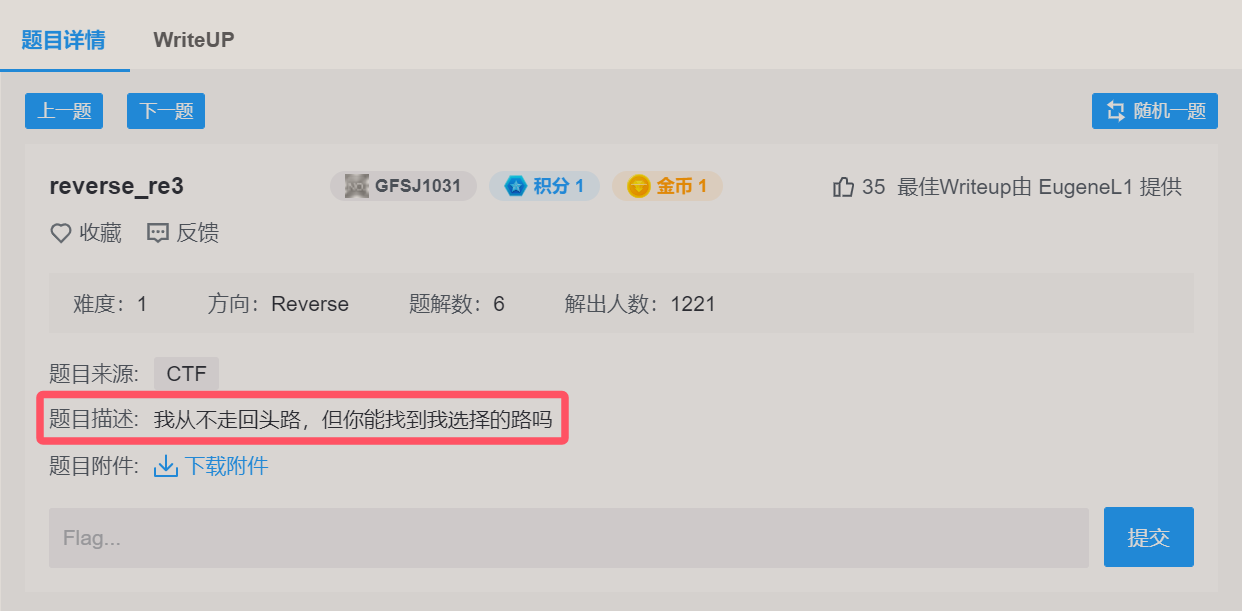 题目详情 WriteUP
上一题 下一题 随机一题
reverse_re3 GFSJ1031 积分 1 金币 1 35 最佳Writeup由 EugeneL1 提供
收藏 反馈
难度: 1 方向: Reverse 题解数: 6 解出人数: 1221
题目来源: CTF
题目描述: 我从不走回头路，但你能找到我选择的路吗
题目附件: 下载附件
Flag... 提交